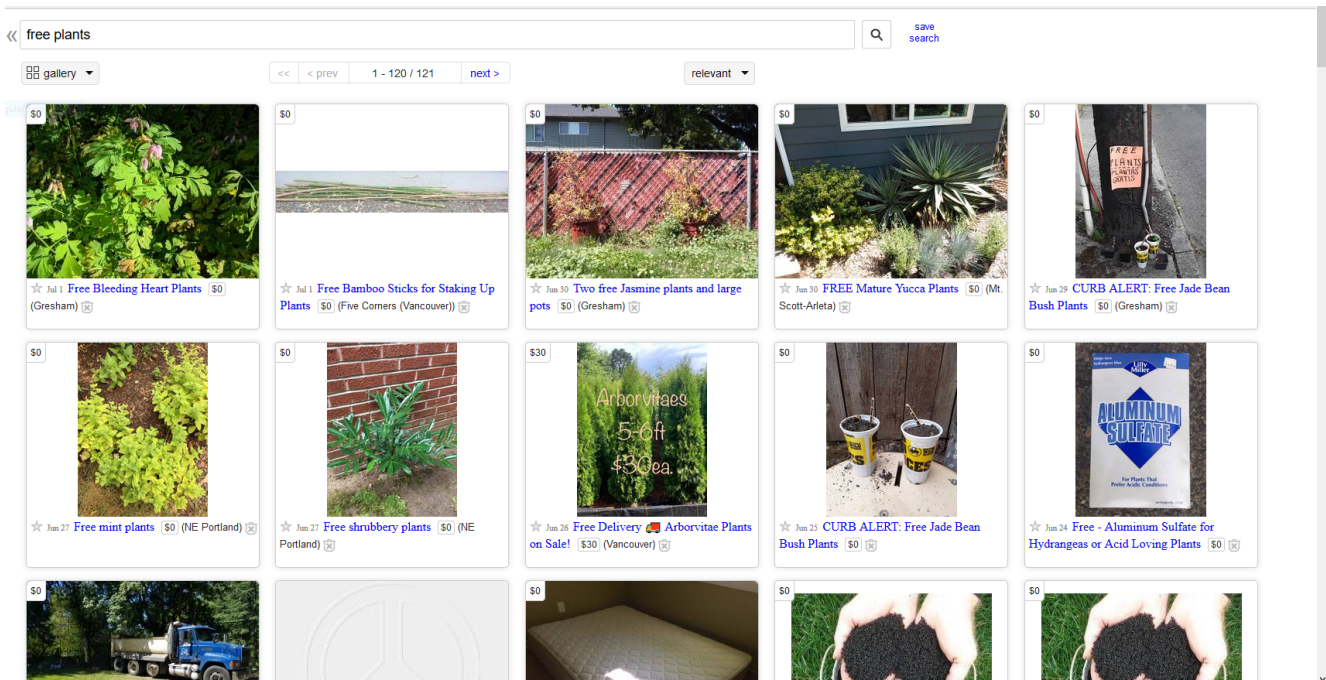 free plants
save
search
gallery
<< < prev 1 - 120 / 121 next >
relevant
$0
Jul 1 Free Bleeding Heart Plants $0
(Gresham)
$0
Jul 1 Free Bamboo Sticks for Staking Up
Plants $0 (Five Corners (Vancouver))
$0
Jun 30 Two free Jasmine plants and large
pots $0 (Gresham)
$0
Jun 30 FREE Mature Yucca Plants $0 (Mt.
Scott-Arleta)
$0
FREE
PLANTS
PLANTAS
GRATIS
Jun 29 CURB ALERT: Free Jade Bean
Bush Plants $0 (Gresham)
$0
Jun 27 Free mint plants $0 (NE Portland)
$0
Jun 27 Free shrubbery plants $0 (NE
Portland)
$30
Arborvitaes
5-6ft
$30ea.
Jun 26 Free Delivery 🚛 Arborvitae Plants
on Sale! $30 (Vancouver)
$0
Jun 25 CURB ALERT: Free Jade Bean
Bush Plants $0
$0
Lilly
Miller
ALUMINUM
SULFATE
For Plants That
Prefer Acidic Conditions
Jun 24 Free - Aluminum Sulfate for
Hydrangeas or Acid Loving Plants $0
$0
$0
$0
$0